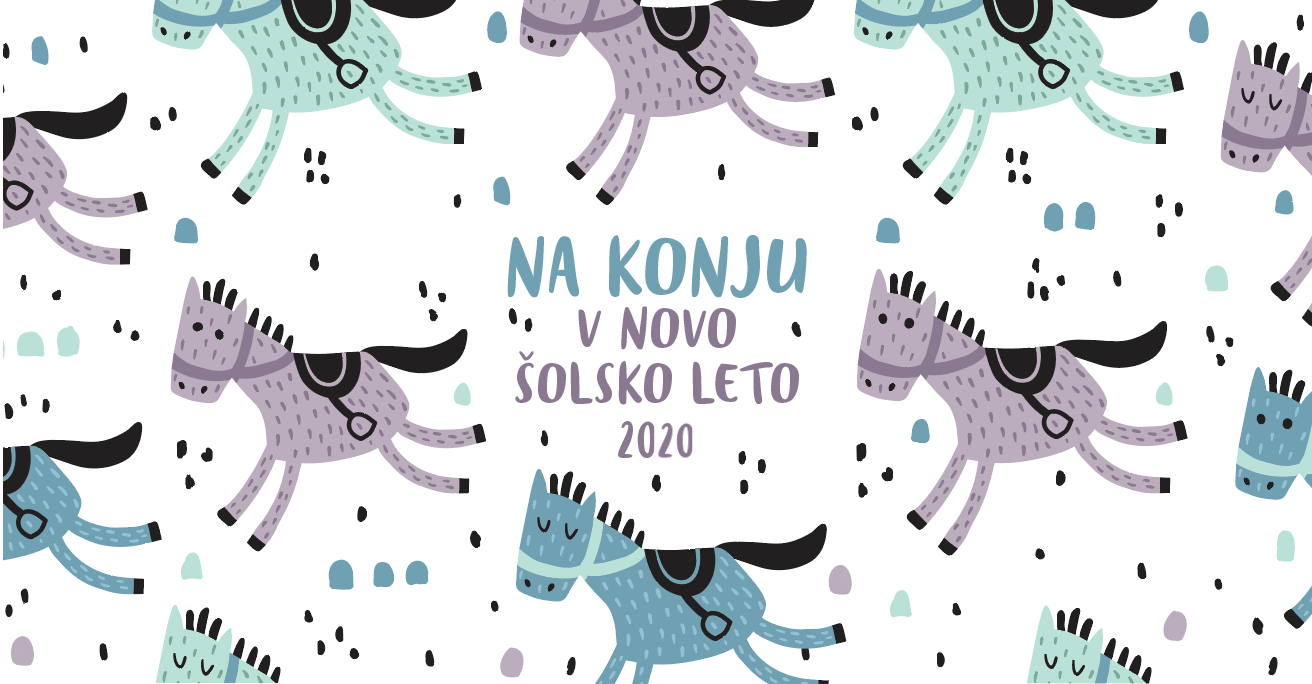 NA KONJU
V NOVO
ŠOLSKO LETO
2020